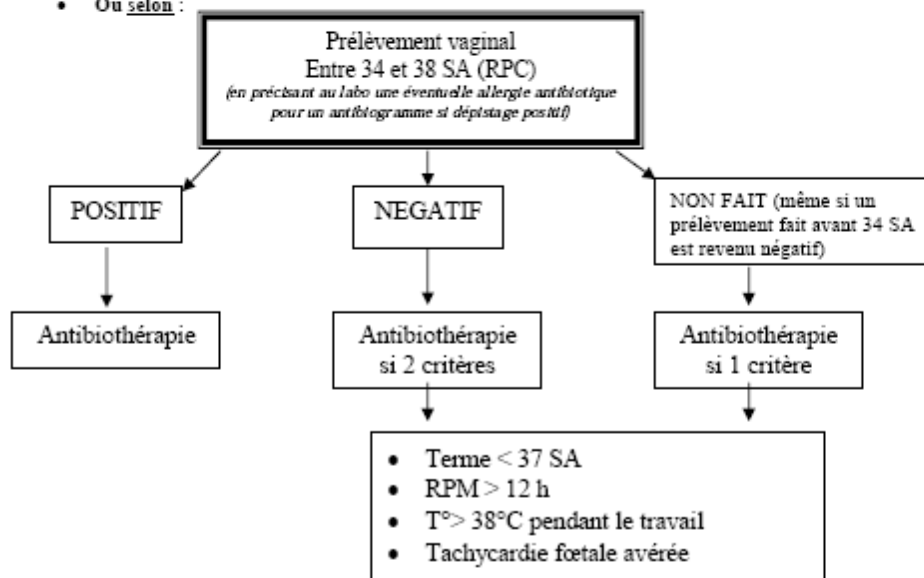 • Ou selon :
Prélèvement vaginal
Entre 34 et 38 SA (RPC)
(en précisant au labo une éventuelle allergie antibiotique
pour un antibiogramme si dépistage positif)
POSITIF
NEGATIF
NON FAIT (même si un
prélèvement fait avant 34 SA
est revenu négatif)
Antibiothérapie
Antibiothérapie
si 2 critères
Antibiothérapie
si 1 critère
• Terme < 37 SA
• RPM > 12 h
• T°> 38°C pendant le travail
• Tachycardie fœtale avérée